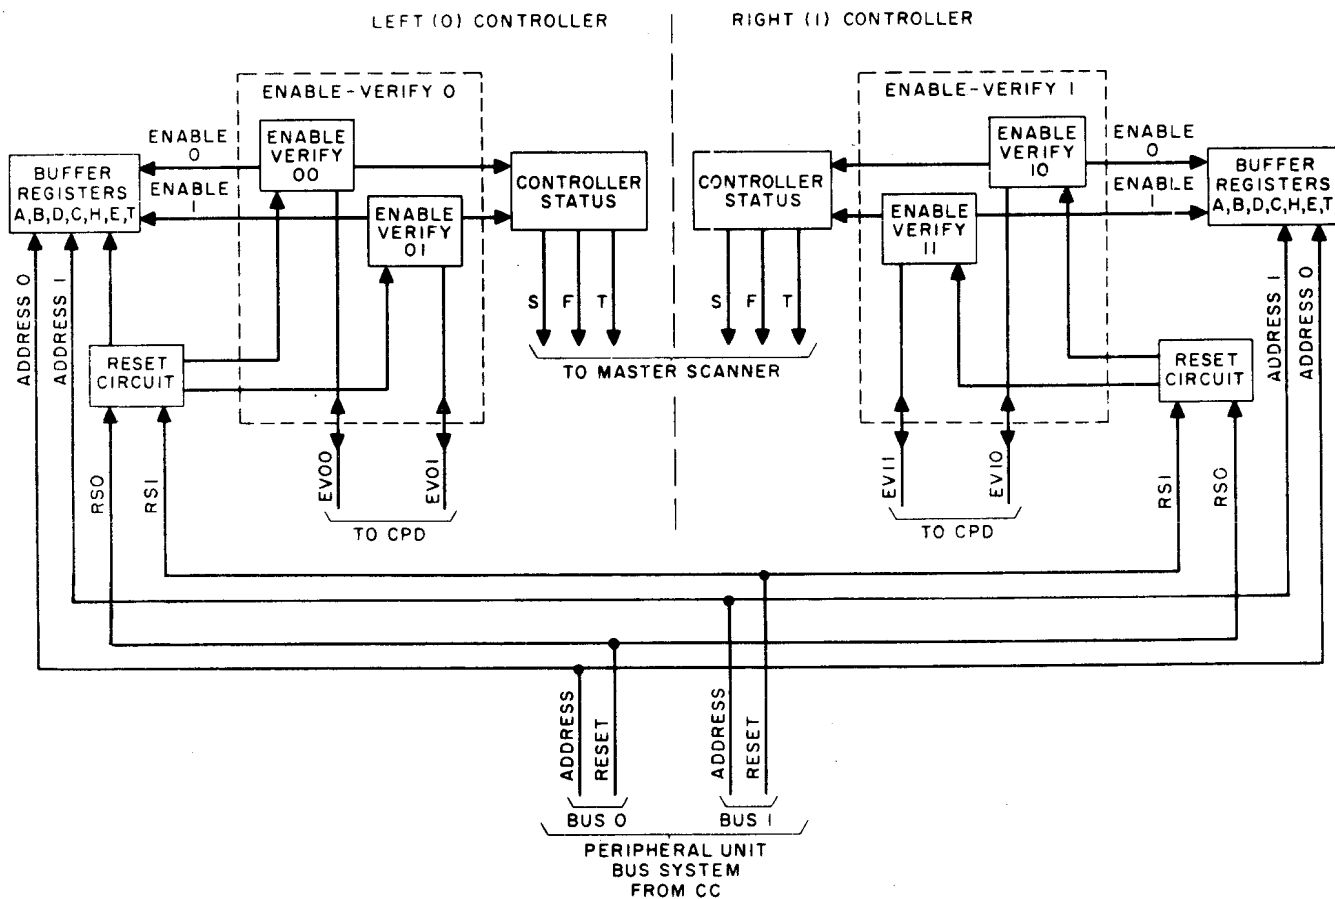 LEFT (0) CONTROLLER
RIGHT (1) CONTROLLER
ENABLE-VERIFY 0
ENABLE
0
ENABLE
VERIFY
00
ENABLE
1
ENABLE
VERIFY
01
BUFFER
REGISTERS
A,B,D,C,H,E,T
CONTROLLER
STATUS
S F T
ADDRESS 0
ADDRESS 1
RESET
CIRCUIT
RS0
RS1
EV00
EV01
TO CPD
TO MASTER SCANNER
ENABLE-VERIFY 1
CONTROLLER
STATUS
S F T
ENABLE
VERIFY
10
ENABLE
VERIFY
11
ENABLE
0
ENABLE
1
BUFFER
REGISTERS
A,B,D,C,H,E,T
ADDRESS 1
ADDRESS 0
RESET
CIRCUIT
EV11
EV10
TO CPD
RS1
RS0
ADDRESS
RESET
ADDRESS
RESET
BUS 0
BUS 1
PERIPHERAL UNIT
BUS SYSTEM
FROM CC